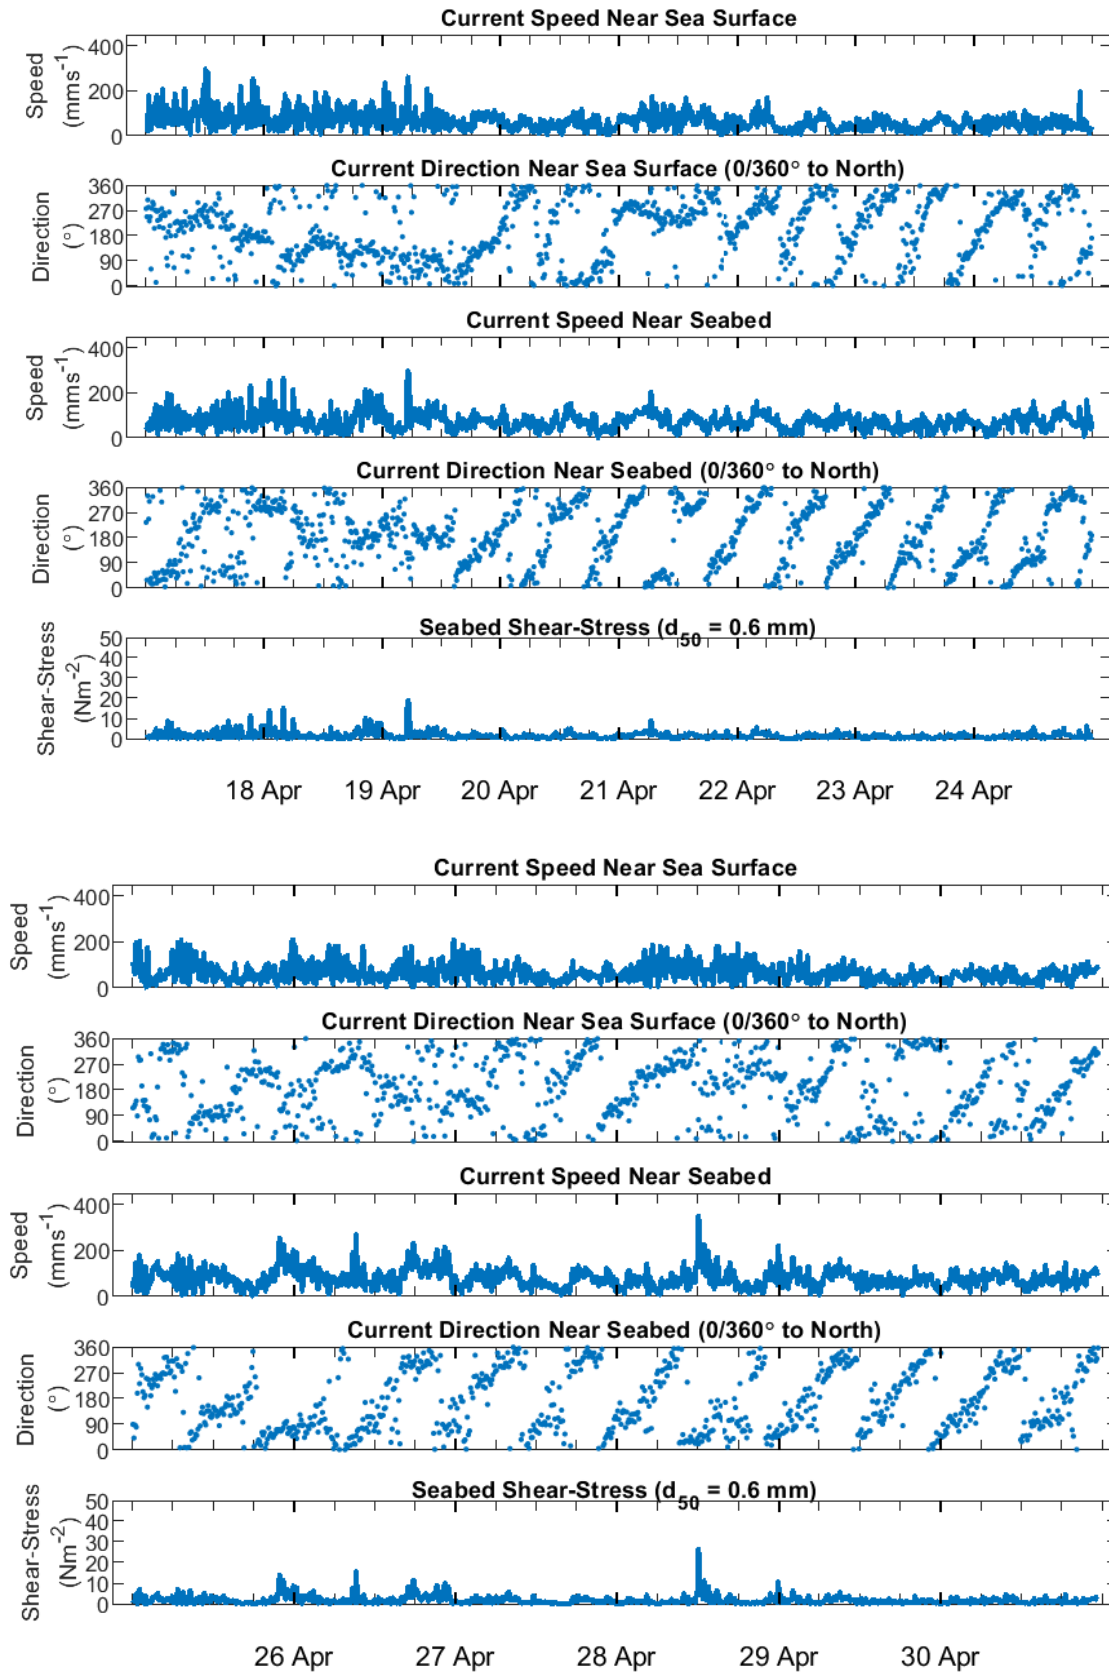 Current Speed Near Sea Surface
Speed
(mms-1)
400
200
0
Current Direction Near Sea Surface (0/360° to North)
Direction
(°)
360
270
180
90
0
Current Speed Near Seabed
Speed
(mms-1)
400
200
0
Current Direction Near Seabed (0/360° to North)
Direction
(°)
360
270
180
90
0
Seabed Shear-Stress (d50 = 0.6 mm)
Shear-Stress
(Nm-2)
50
40
30
20
10
0
18 Apr 19 Apr 20 Apr 21 Apr 22 Apr 23 Apr 24 Apr
Current Speed Near Sea Surface
Speed
(mms-1)
400
200
0
Current Direction Near Sea Surface (0/360° to North)
Direction
(°)
360
270
180
90
0
Current Speed Near Seabed
Speed
(mms-1)
400
200
0
Current Direction Near Seabed (0/360° to North)
Direction
(°)
360
270
180
90
0
Seabed Shear-Stress (d50 = 0.6 mm)
Shear-Stress
(Nm-2)
50
40
30
20
10
0
26 Apr 27 Apr 28 Apr 29 Apr 30 Apr